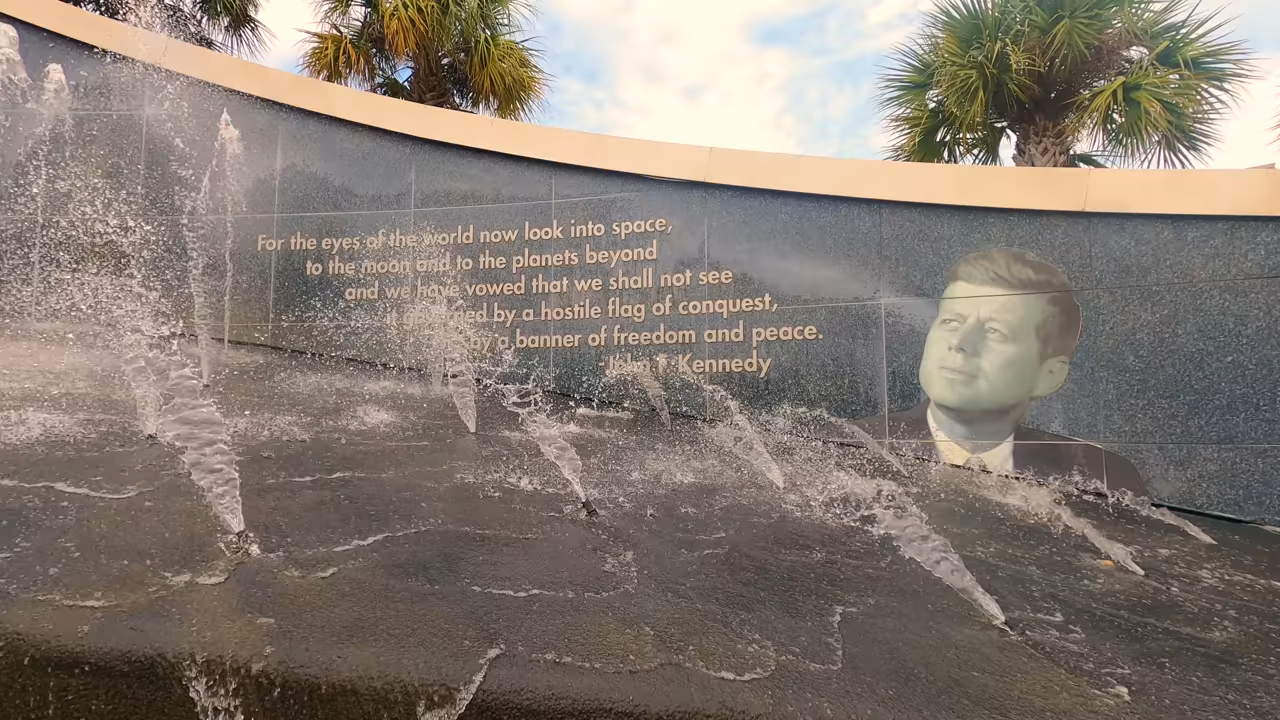 For the eyes of the world now look into space,
to the moon and to the planets beyond
and we have vowed that we shall not see
by a hostile flag of conquest,
by a banner of freedom and peace.
-John F. Kennedy